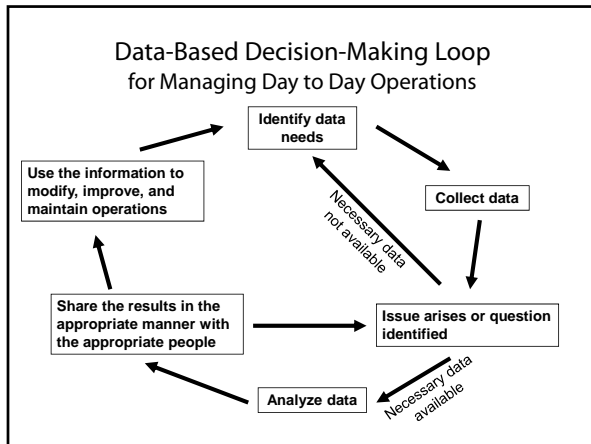 Data-Based Decision-Making Loop
for Managing Day to Day Operations
Identify data
needs
Use the information to
modify, improve, and
maintain operations
Collect data
Necessary data
not available
Share the results in the
appropriate manner with
the appropriate people
Issue arises or question
identified
Analyze data
Necessary data
available